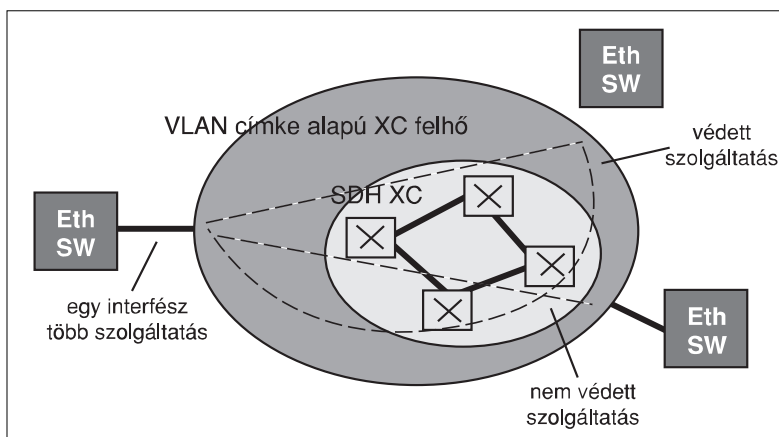 Eth
SW
VLAN címke alapú XC felhő
védett
szolgáltatás
SDH XC
Eth
SW
egy interfész
több szolgáltatás
Eth
SW
nem védett
szolgáltatás